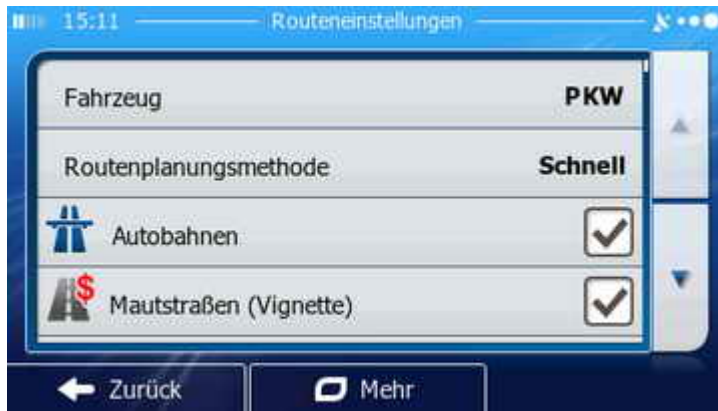 15:11 Routeneinstellungen
Fahrzeug PKW
Routenplanungsmethode Schnell
Autobahnen
$
Mautstraßen (Vignette)
Zurück Mehr